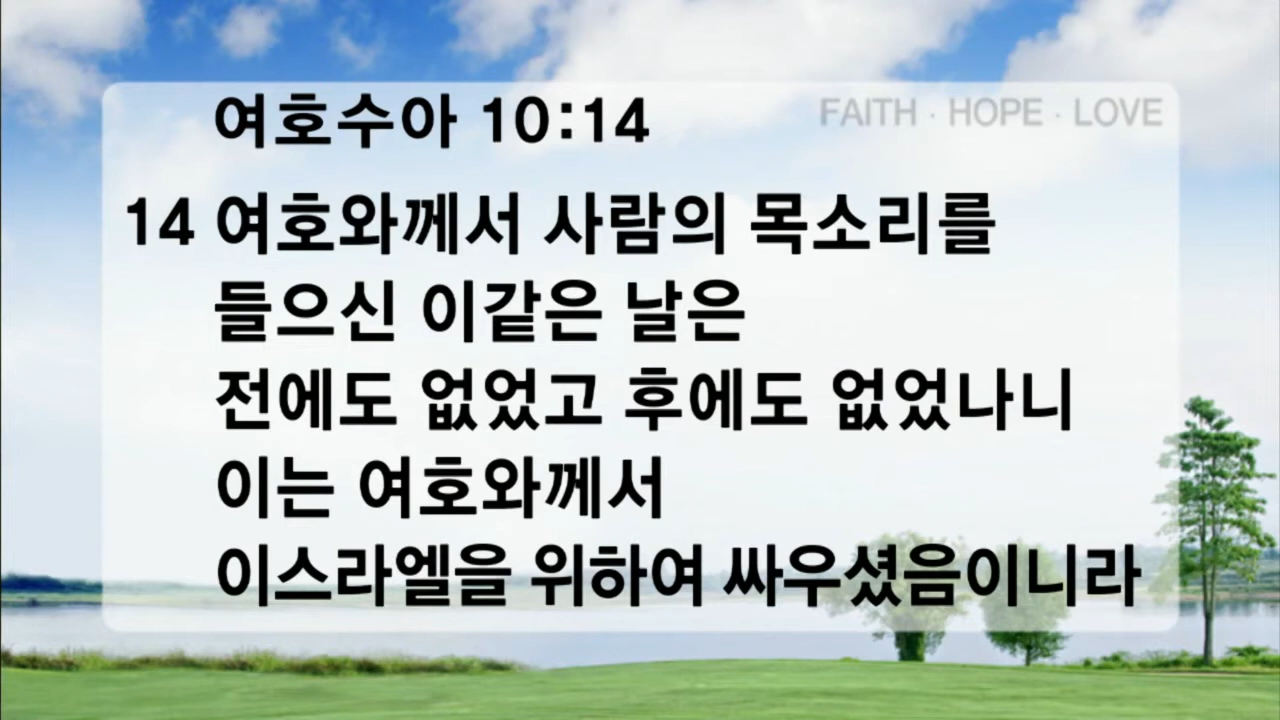 여호수아 10:14
FAITH · HOPE · LOVE
14 여호와께서 사람의 목소리를
들으신 이같은 날은
전에도 없었고 후에도 없었나니
이는 여호와께서
이스라엘을 위하여 싸우셨음이니라